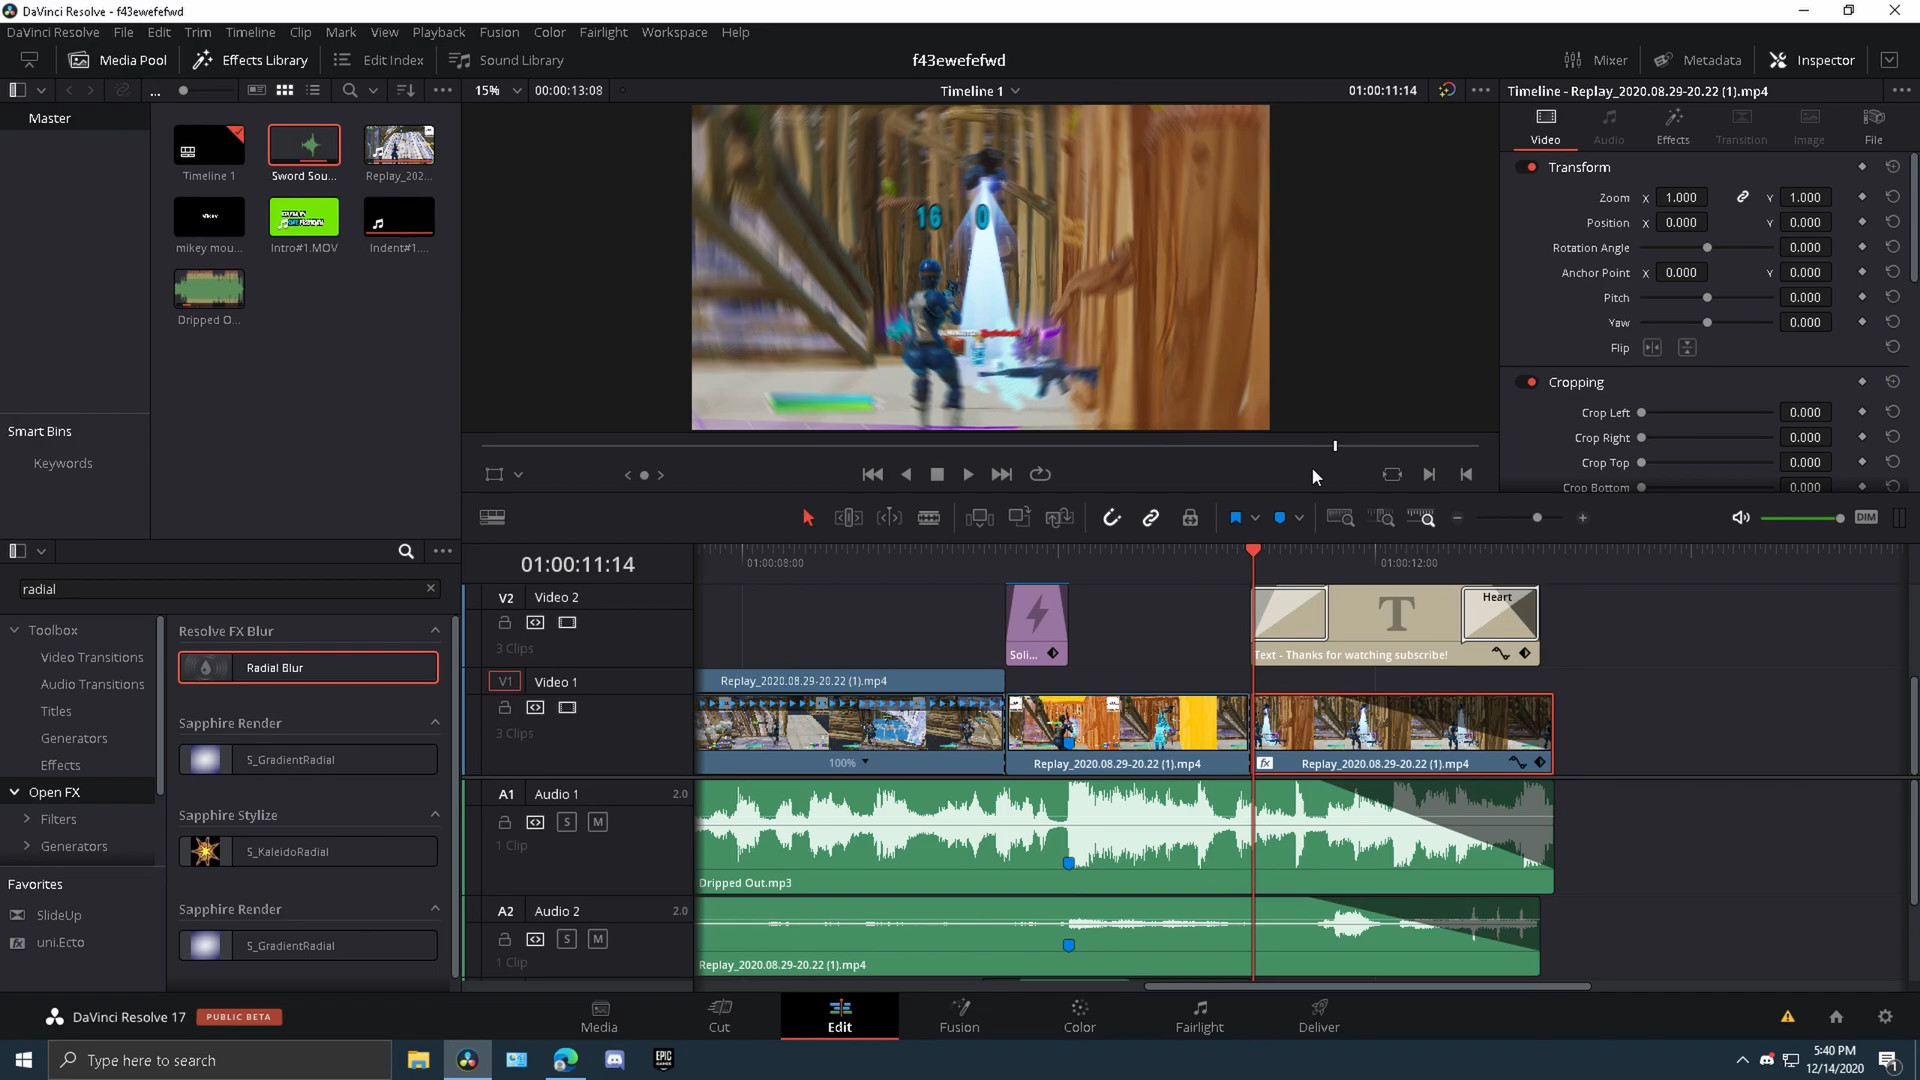 DaVinci Resolve - f43ewefefwd
DaVinci Resolve File Edit Trim Timeline Clip Mark View Playback Fusion Color Fairlight Workspace Help
Media Pool Effects Library Edit Index Sound Library f43ewefefwd Mixer Metadata Inspector
... 15% 00:00:13:08 Timeline 1 01:00:11:14 Timeline - Replay_2020.08.29-20.22 (1).mp4
Master
Timeline 1 Sword Sou... Replay_202...
mikey mou... Intro#1.MOV Indent#1....
Dripped O...
Smart Bins
Keywords
16 0
Video Audio Effects Transition Image File
Transform
Zoom X 1.000 Y 1.000
Position X 0.000 Y 0.000
Rotation Angle 0.000
Anchor Point X 0.000 Y 0.000
Pitch 0.000
Yaw 0.000
Flip
Cropping
Crop Left 0.000
Crop Right 0.000
Crop Top 0.000
Crop Bottom 0.000
DIM
radial
Toolbox
Video Transitions
Audio Transitions
Titles
Generators
Effects
Open FX
Filters
Generators
Favorites
SlideUp
uni.Ecto
Resolve FX Blur
Radial Blur
Sapphire Render
S_GradientRadial
Sapphire Stylize
S_KaleidoRadial
Sapphire Render
S_GradientRadial
01:00:11:14 01:00:08:00 01:00:12:00
V2 Video 2
3 Clips
Soli... Heart
Text - Thanks for watching subscribe!
V1 Video 1
3 Clips
Replay_2020.08.29-20.22 (1).mp4
100% Replay_2020.08.29-20.22 (1).mp4 fx Replay_2020.08.29-20.22 (1).mp4
A1 Audio 1 2.0
S M
1 Clip
Dripped Out.mp3
A2 Audio 2 2.0
S M
1 Clip
Replay_2020.08.29-20.22 (1).mp4
DaVinci Resolve 17 PUBLIC BETA
Media Cut Edit Fusion Color Fairlight Deliver
Type here to search
EPIC GAMES
5:40 PM
12/14/2020
1